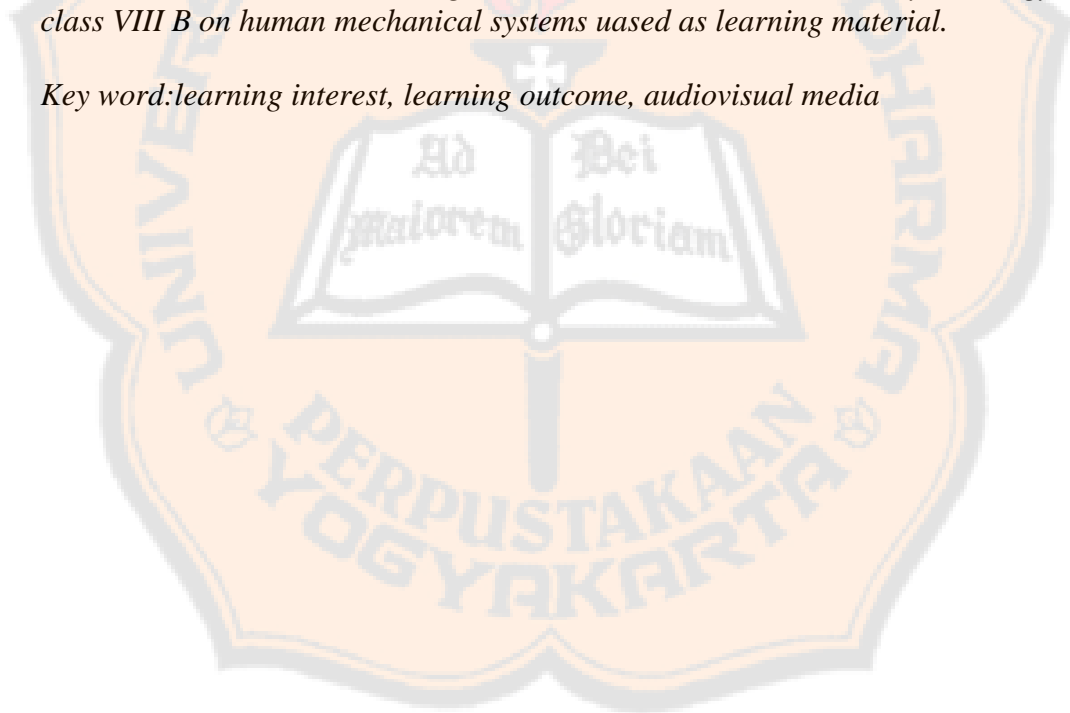 class VIII B on human mechanical systems uased as learning material.
Key word:learning interest, learning outcome, audiovisual media
Ad Dei
Maiorem Gloriam
PERPUSTAKAAN
YOGYAKARTA